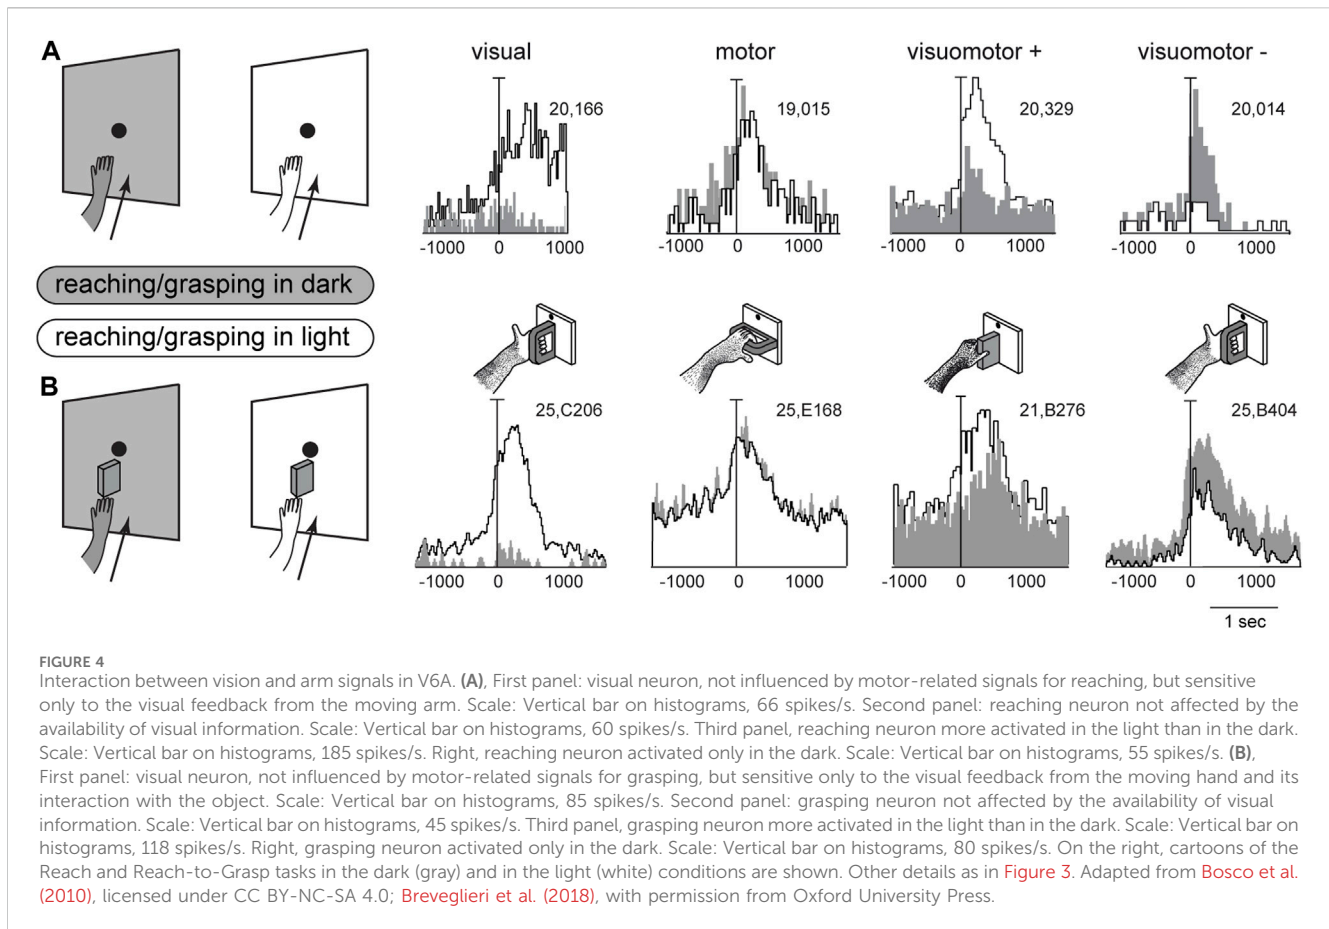 A
visual
motor
visuomotor +
visuomotor -
20,166
19,015
20,329
20,014
-1000 0 1000
-1000 0 1000
-1000 0 1000
-1000 0 1000
reaching/grasping in dark
reaching/grasping in light
B
25,C206
25,E168
21,B276
25,B404
-1000 0 1000
-1000 0 1000
-1000 0 1000
-1000 0 1000
1 sec
FIGURE 4
Interaction between vision and arm signals in V6A. (A), First panel: visual neuron, not influenced by motor-related signals for reaching, but sensitive
only to the visual feedback from the moving arm. Scale: Vertical bar on histograms, 66 spikes/s. Second panel: reaching neuron not affected by the
availability of visual information. Scale: Vertical bar on histograms, 60 spikes/s. Third panel, reaching neuron more activated in the light than in the dark.
Scale: Vertical bar on histograms, 185 spikes/s. Right, reaching neuron activated only in the dark. Scale: Vertical bar on histograms, 55 spikes/s. (B),
First panel: visual neuron, not influenced by motor-related signals for grasping, but sensitive only to the visual feedback from the moving hand and its
interaction with the object. Scale: Vertical bar on histograms, 85 spikes/s. Second panel: grasping neuron not affected by the availability of visual
information. Scale: Vertical bar on histograms, 45 spikes/s. Third panel, grasping neuron more activated in the light than in the dark. Scale: Vertical bar on
histograms, 118 spikes/s. Right, grasping neuron activated only in the dark. Scale: Vertical bar on histograms, 80 spikes/s. On the right, cartoons of the
Reach and Reach-to-Grasp tasks in the dark (gray) and in the light (white) conditions are shown. Other details as in Figure 3. Adapted from Bosco et al.
(2010), licensed under CC BY-NC-SA 4.0; Breveglieri et al. (2018), with permission from Oxford University Press.